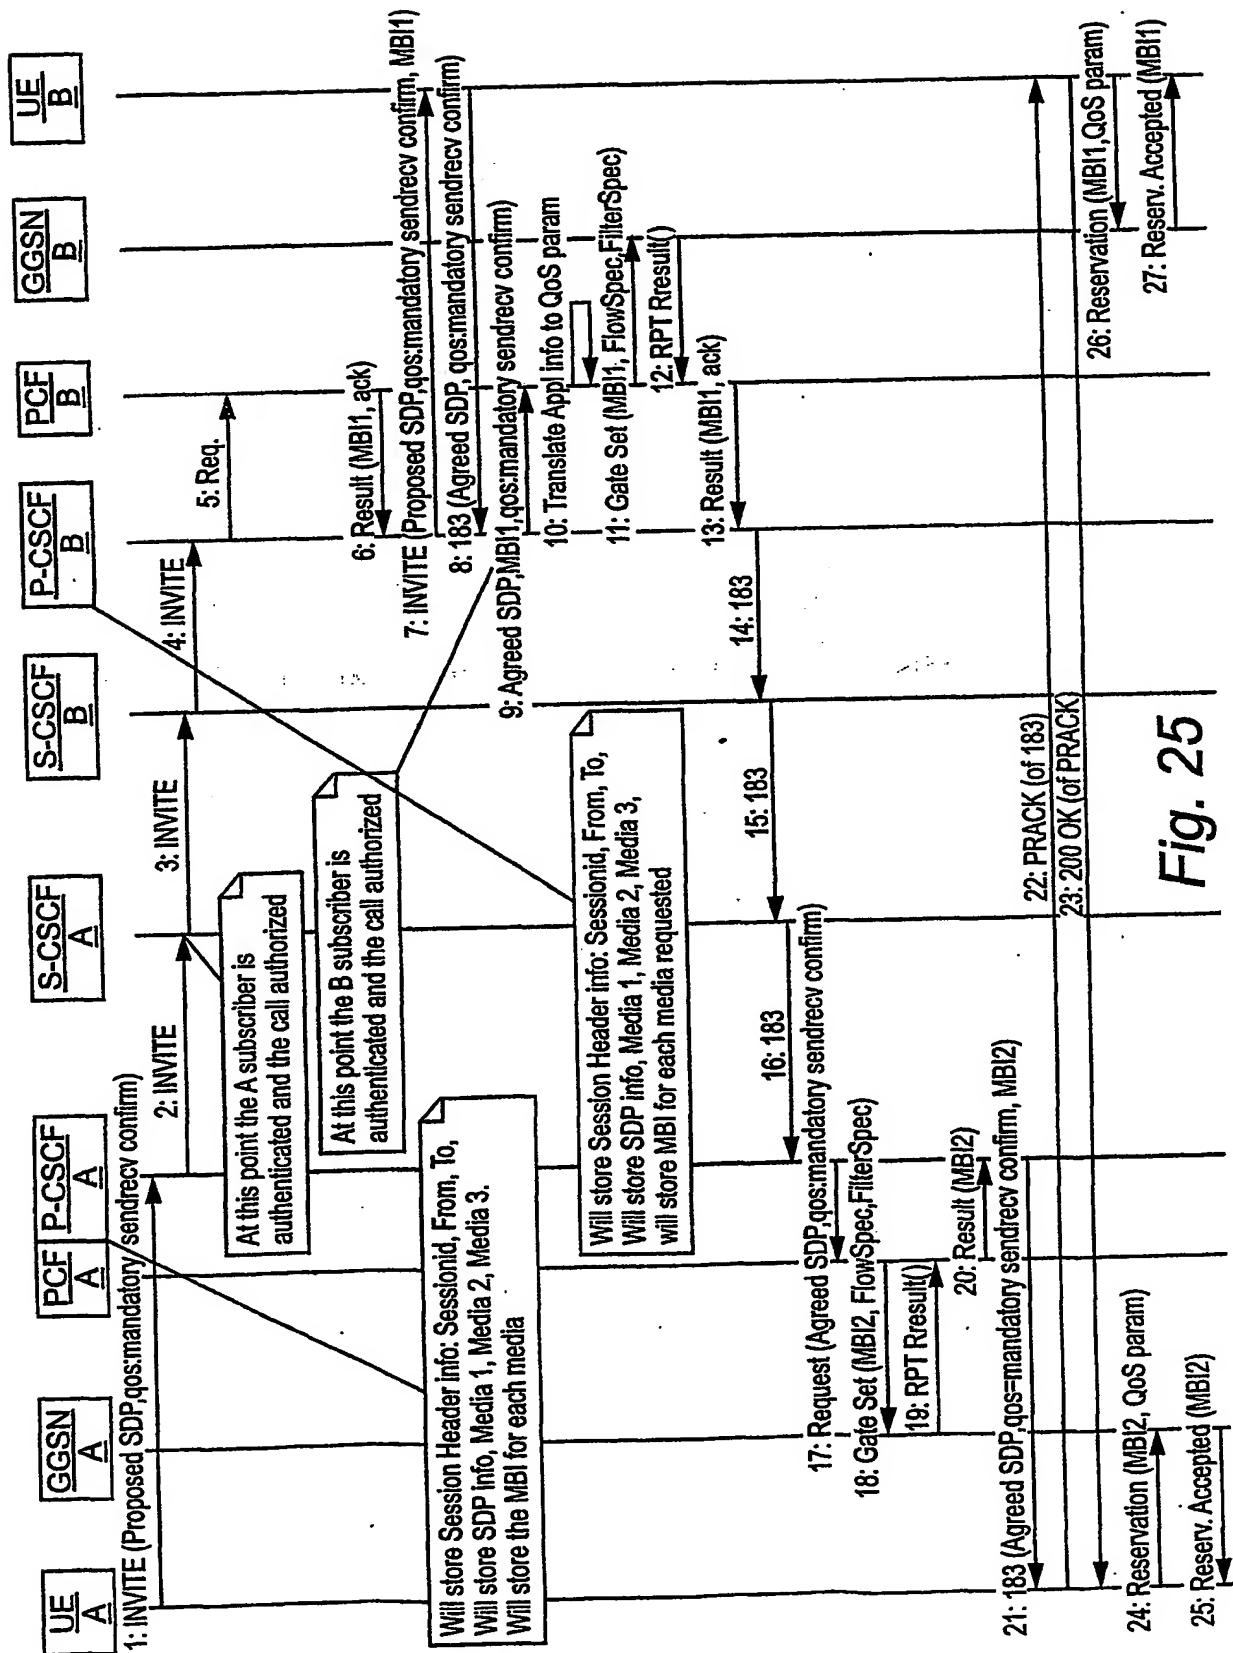 UE
A
GGSN
A
PCF
A
P-CSCF
A
S-CSCF
A
S-CSCF
B
P-CSCF
B
PCF
B
GGSN
B
UE
B
1: INVITE (Proposed SDP,qos:mandatory sendrecv confirm)
2: INVITE
3: INVITE
4: INVITE
5: Req.
At this point the A subscriber is
authenticated and the call authorized
At this point the B subscriber is
authenticated and the call authorized
6: Result (MBI1, ack)
7: INVITE (Proposed SDP,qos:mandatory sendrecv confirm, MBI1)
8: 183 (Agreed SDP, qos:mandatory sendrecv confirm)
Will store Session Header info: Sessionid, From, To,
Will store SDP info, Media 1, Media 2, Media 3.
Will store the MBI for each media
9: Agreed SDP,MBI1,qos:mandatory sendrecv confirm)
10: Translate Appl info to QoS param
11: Gate Set (MBI1, FlowSpec,FilterSpec)
12: RPT Rresult()
Will store Session Header info: Sessionid, From, To,
Will store SDP info, Media 1, Media 2, Media 3,
will store MBI for each media requested
13: Result (MBI1, ack)
14: 183
15: 183
16: 183
17: Request (Agreed SDP,qos:mandatory sendrecv confirm)
18: Gate Set (MBI2, FlowSpec,FilterSpec)
19: RPT Rresult()
20: Result (MBI2)
21: 183 (Agreed SDP,qos=mandatory sendrecv confirm, MBI2)
22: PRACK (of 183)
23: 200 OK (of PRACK)
24: Reservation (MBI2, QoS param)
25: Reserv. Accepted (MBI2)
26: Reservation (MBI1,QoS param)
27: Reserv. Accepted (MBI1)
Fig. 25